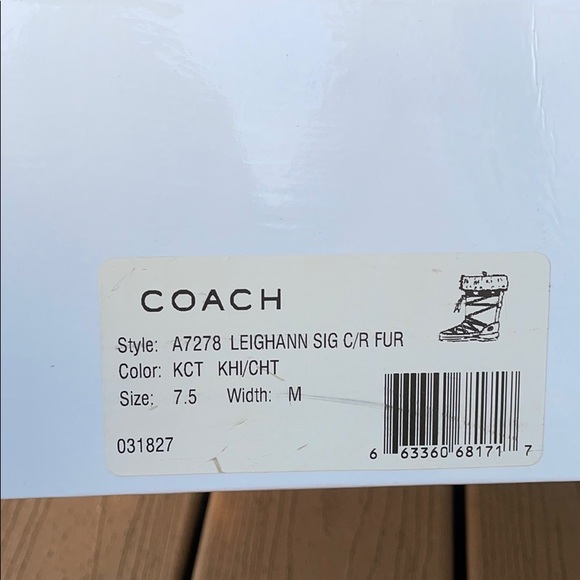 COACH
Style: A7278 LEIGHANN SIG C/R FUR
Color: KCT KHI/CHT
Size: 7.5 Width: M
031827
6 63360 68171 7